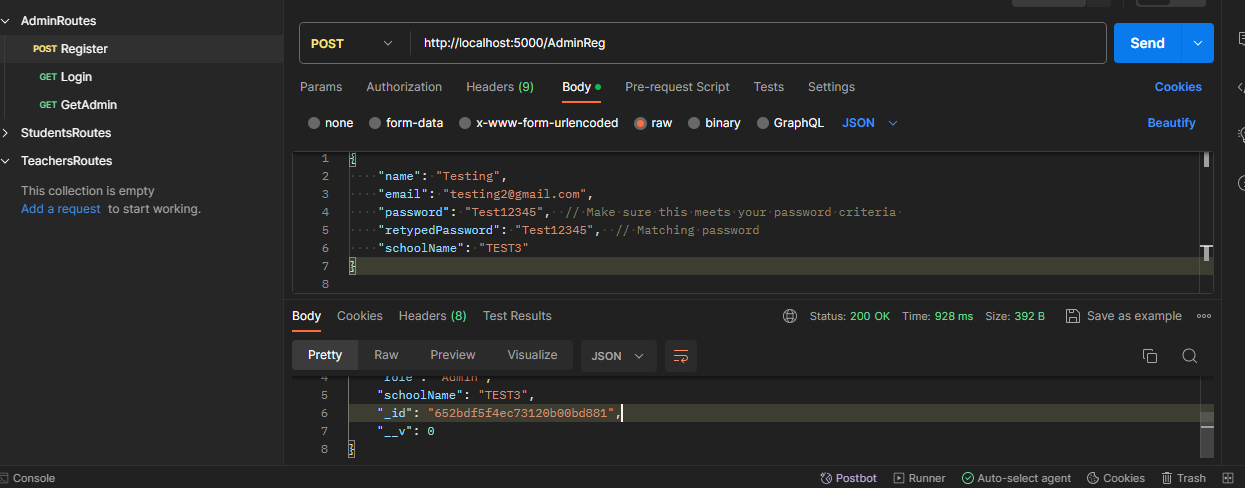 AdminRoutes
POST Register
GET Login
GET GetAdmin
StudentsRoutes
TeachersRoutes
This collection is empty
Add a request to start working.
POST http://localhost:5000/AdminReg Send
Params Authorization Headers (9) Body Pre-request Script Tests Settings Cookies
none form-data x-www-form-urlencoded raw binary GraphQL JSON Beautify
1 {
2 "name": "Testing",
3 "email": "testing2@gmail.com",
4 "password": "Test12345", // Make sure this meets your password criteria
5 "retypedPassword": "Test12345", // Matching password
6 "schoolName": "TEST3"
7 }
8
Body Cookies Headers (8) Test Results Status: 200 OK Time: 928 ms Size: 392 B Save as example
Pretty Raw Preview Visualize JSON
4 "role": "Admin",
5 "schoolName": "TEST3",
6 "_id": "652bdf5f4ec73120b00bd881",
7 "__v": 0
8 }
Console Postbot Runner Auto-select agent Cookies Trash